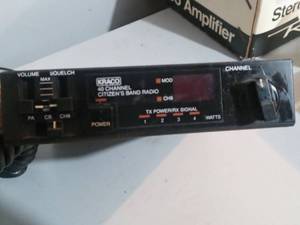 Amplifier
Stereo
VOLUME SQUELCH
MAX
PA CB CH9
KRACO
40 CHANNEL
CITIZEN'S BAND RADIO
POWER
MOD
CH9
TX POWER/RX SIGNAL
1 2 3 4 WATTS
CHANNEL